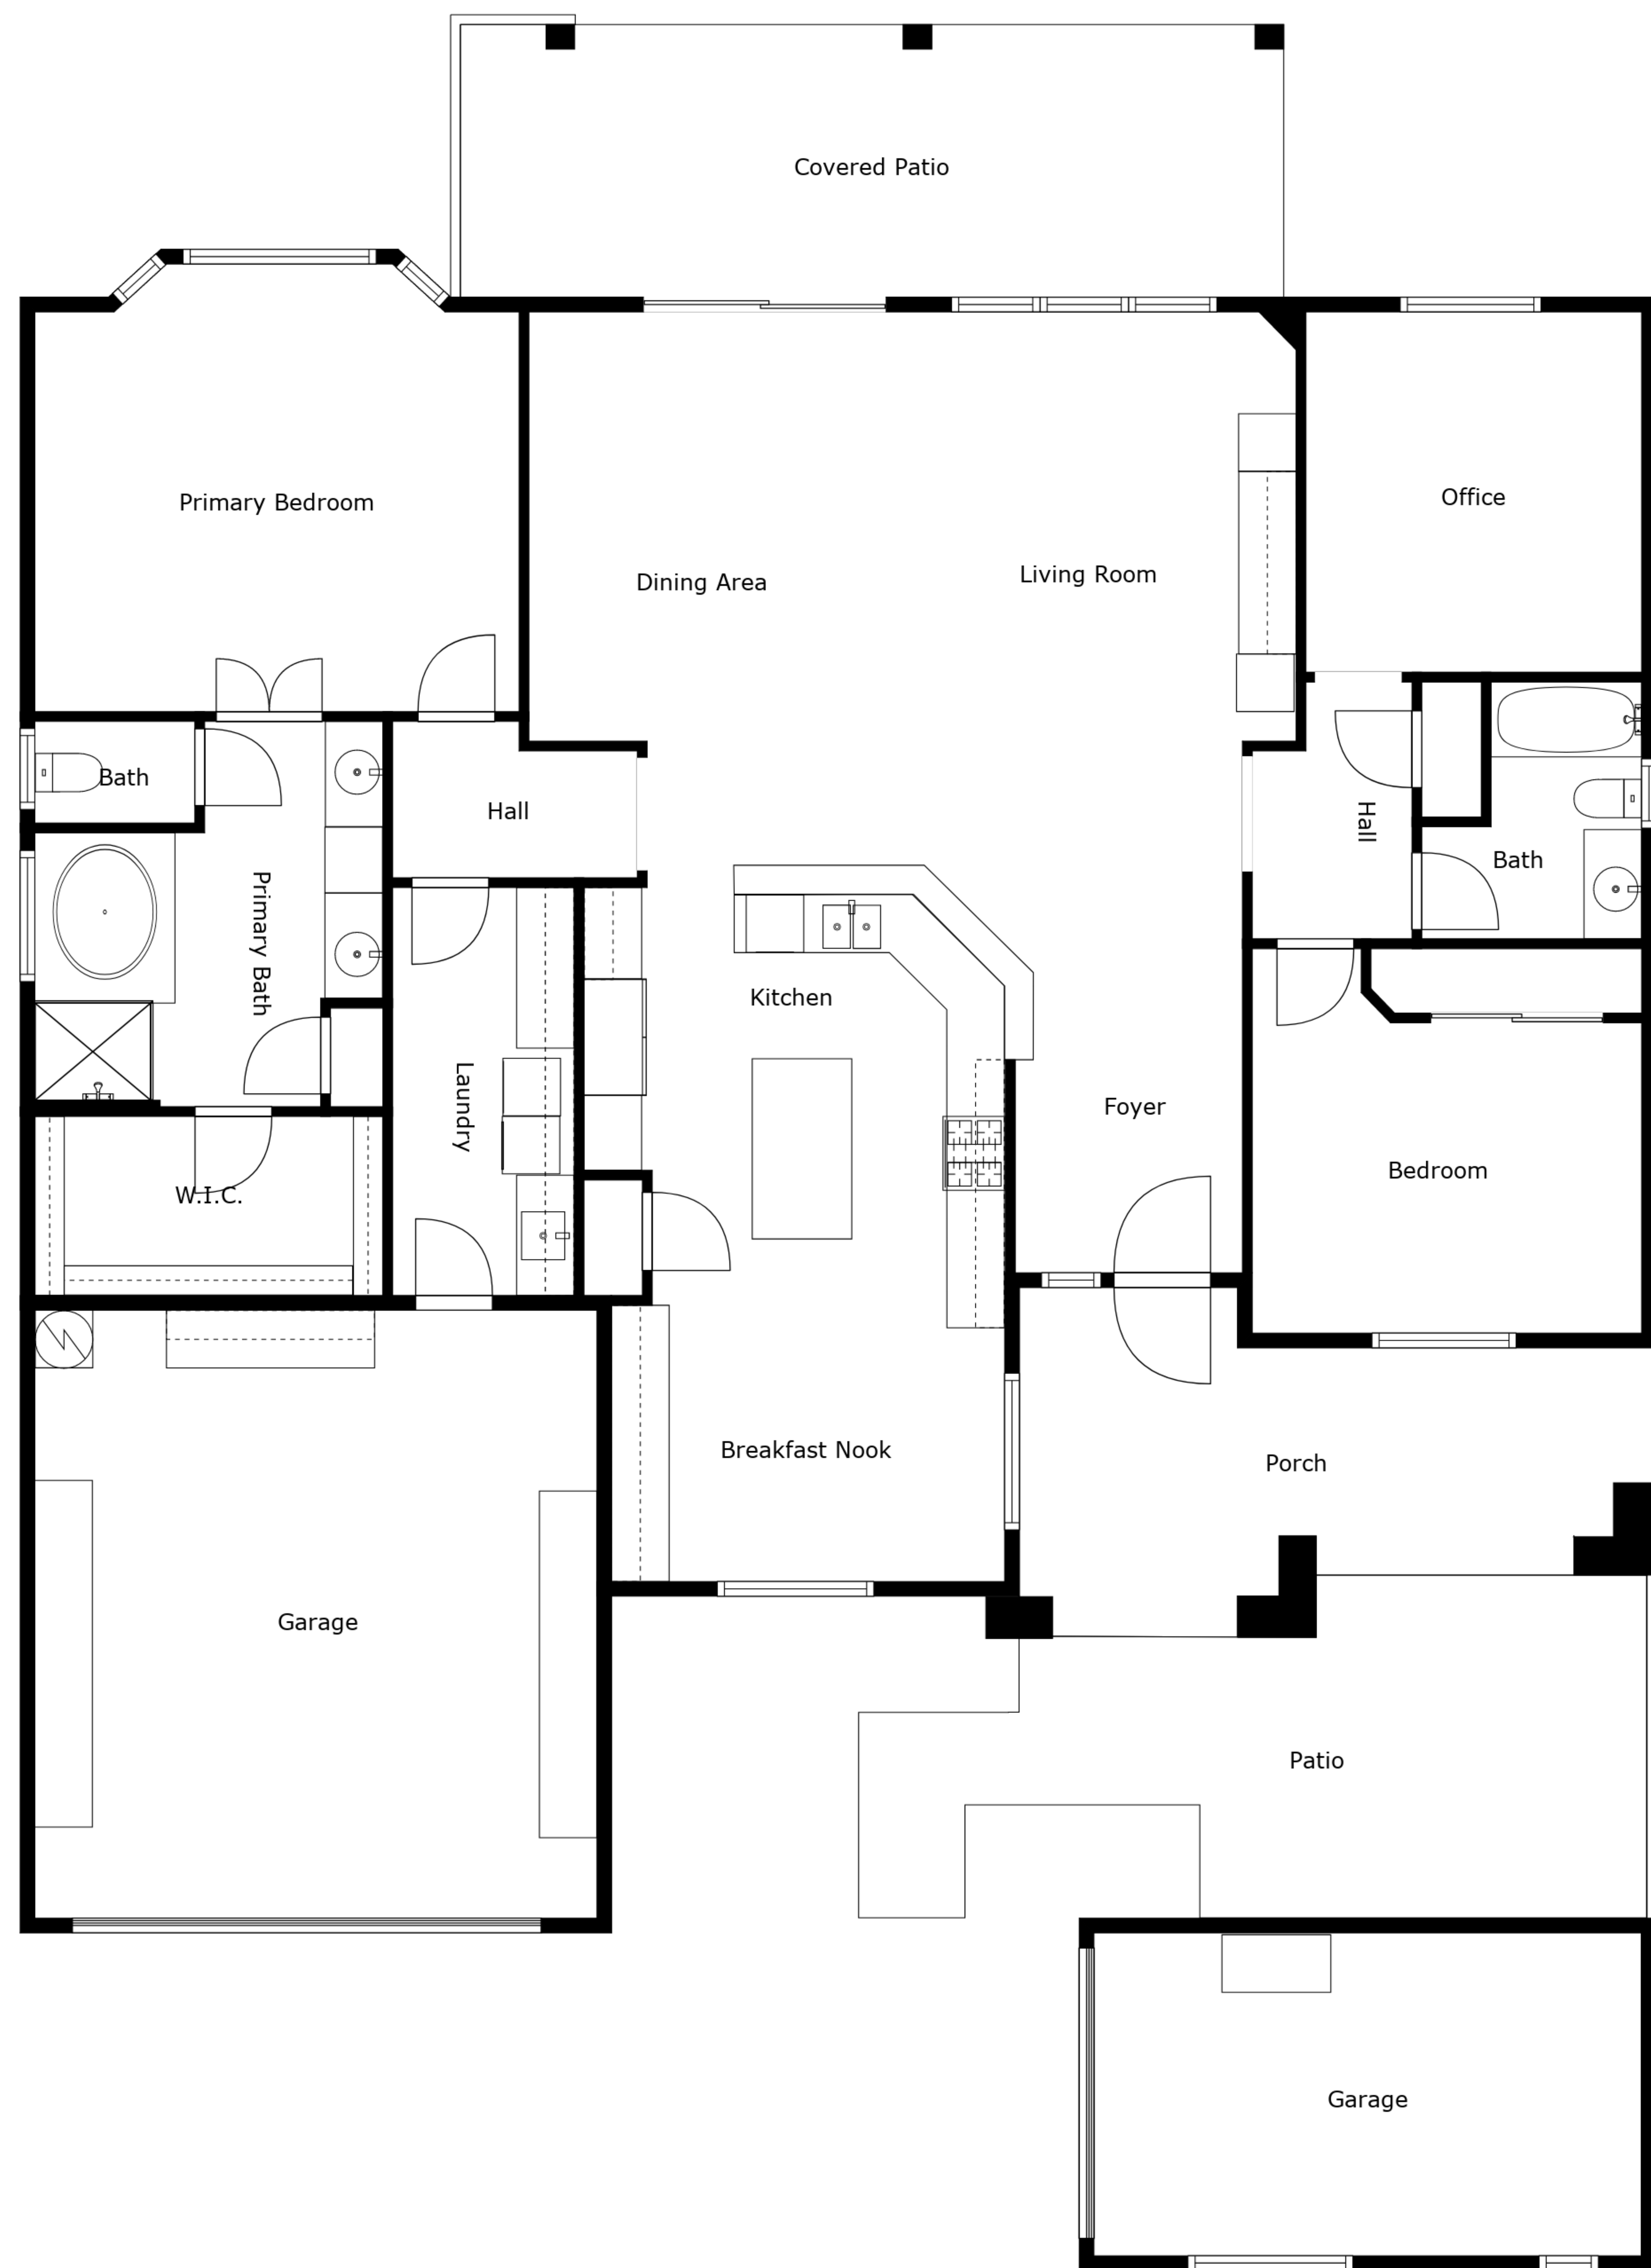 Covered Patio
Primary Bedroom
Office
Dining Area
Living Room
Bath
Hall
Hall
Bath
Primary Bath
Kitchen
Laundry
Foyer
Bedroom
W.I.C.
Breakfast Nook
Porch
Garage
Patio
Garage